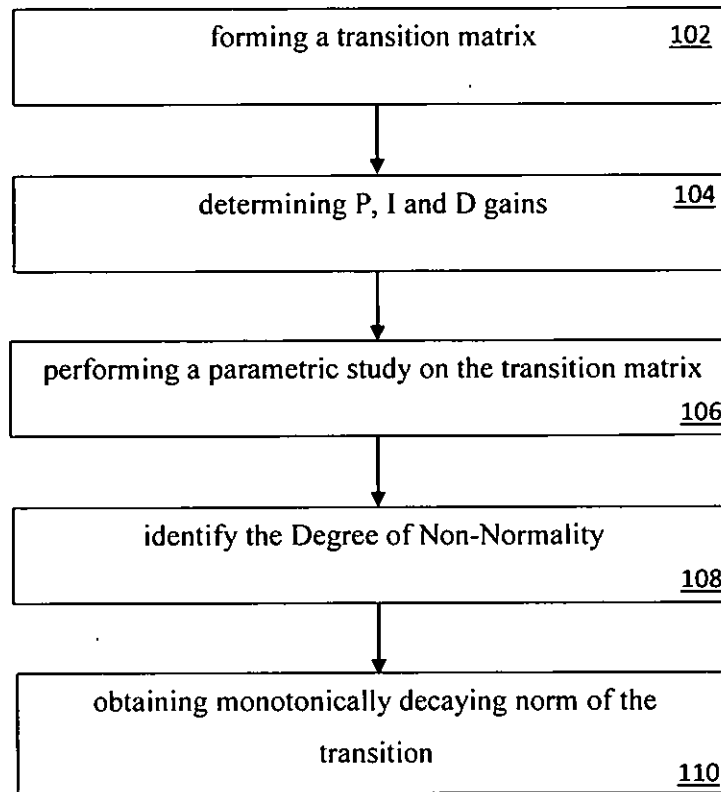 forming a transition matrix 102
determining P, I and D gains 104
performing a parametric study on the transition matrix
106
identify the Degree of Non-Normality
108
obtaining monotonically decaying norm of the
transition
110